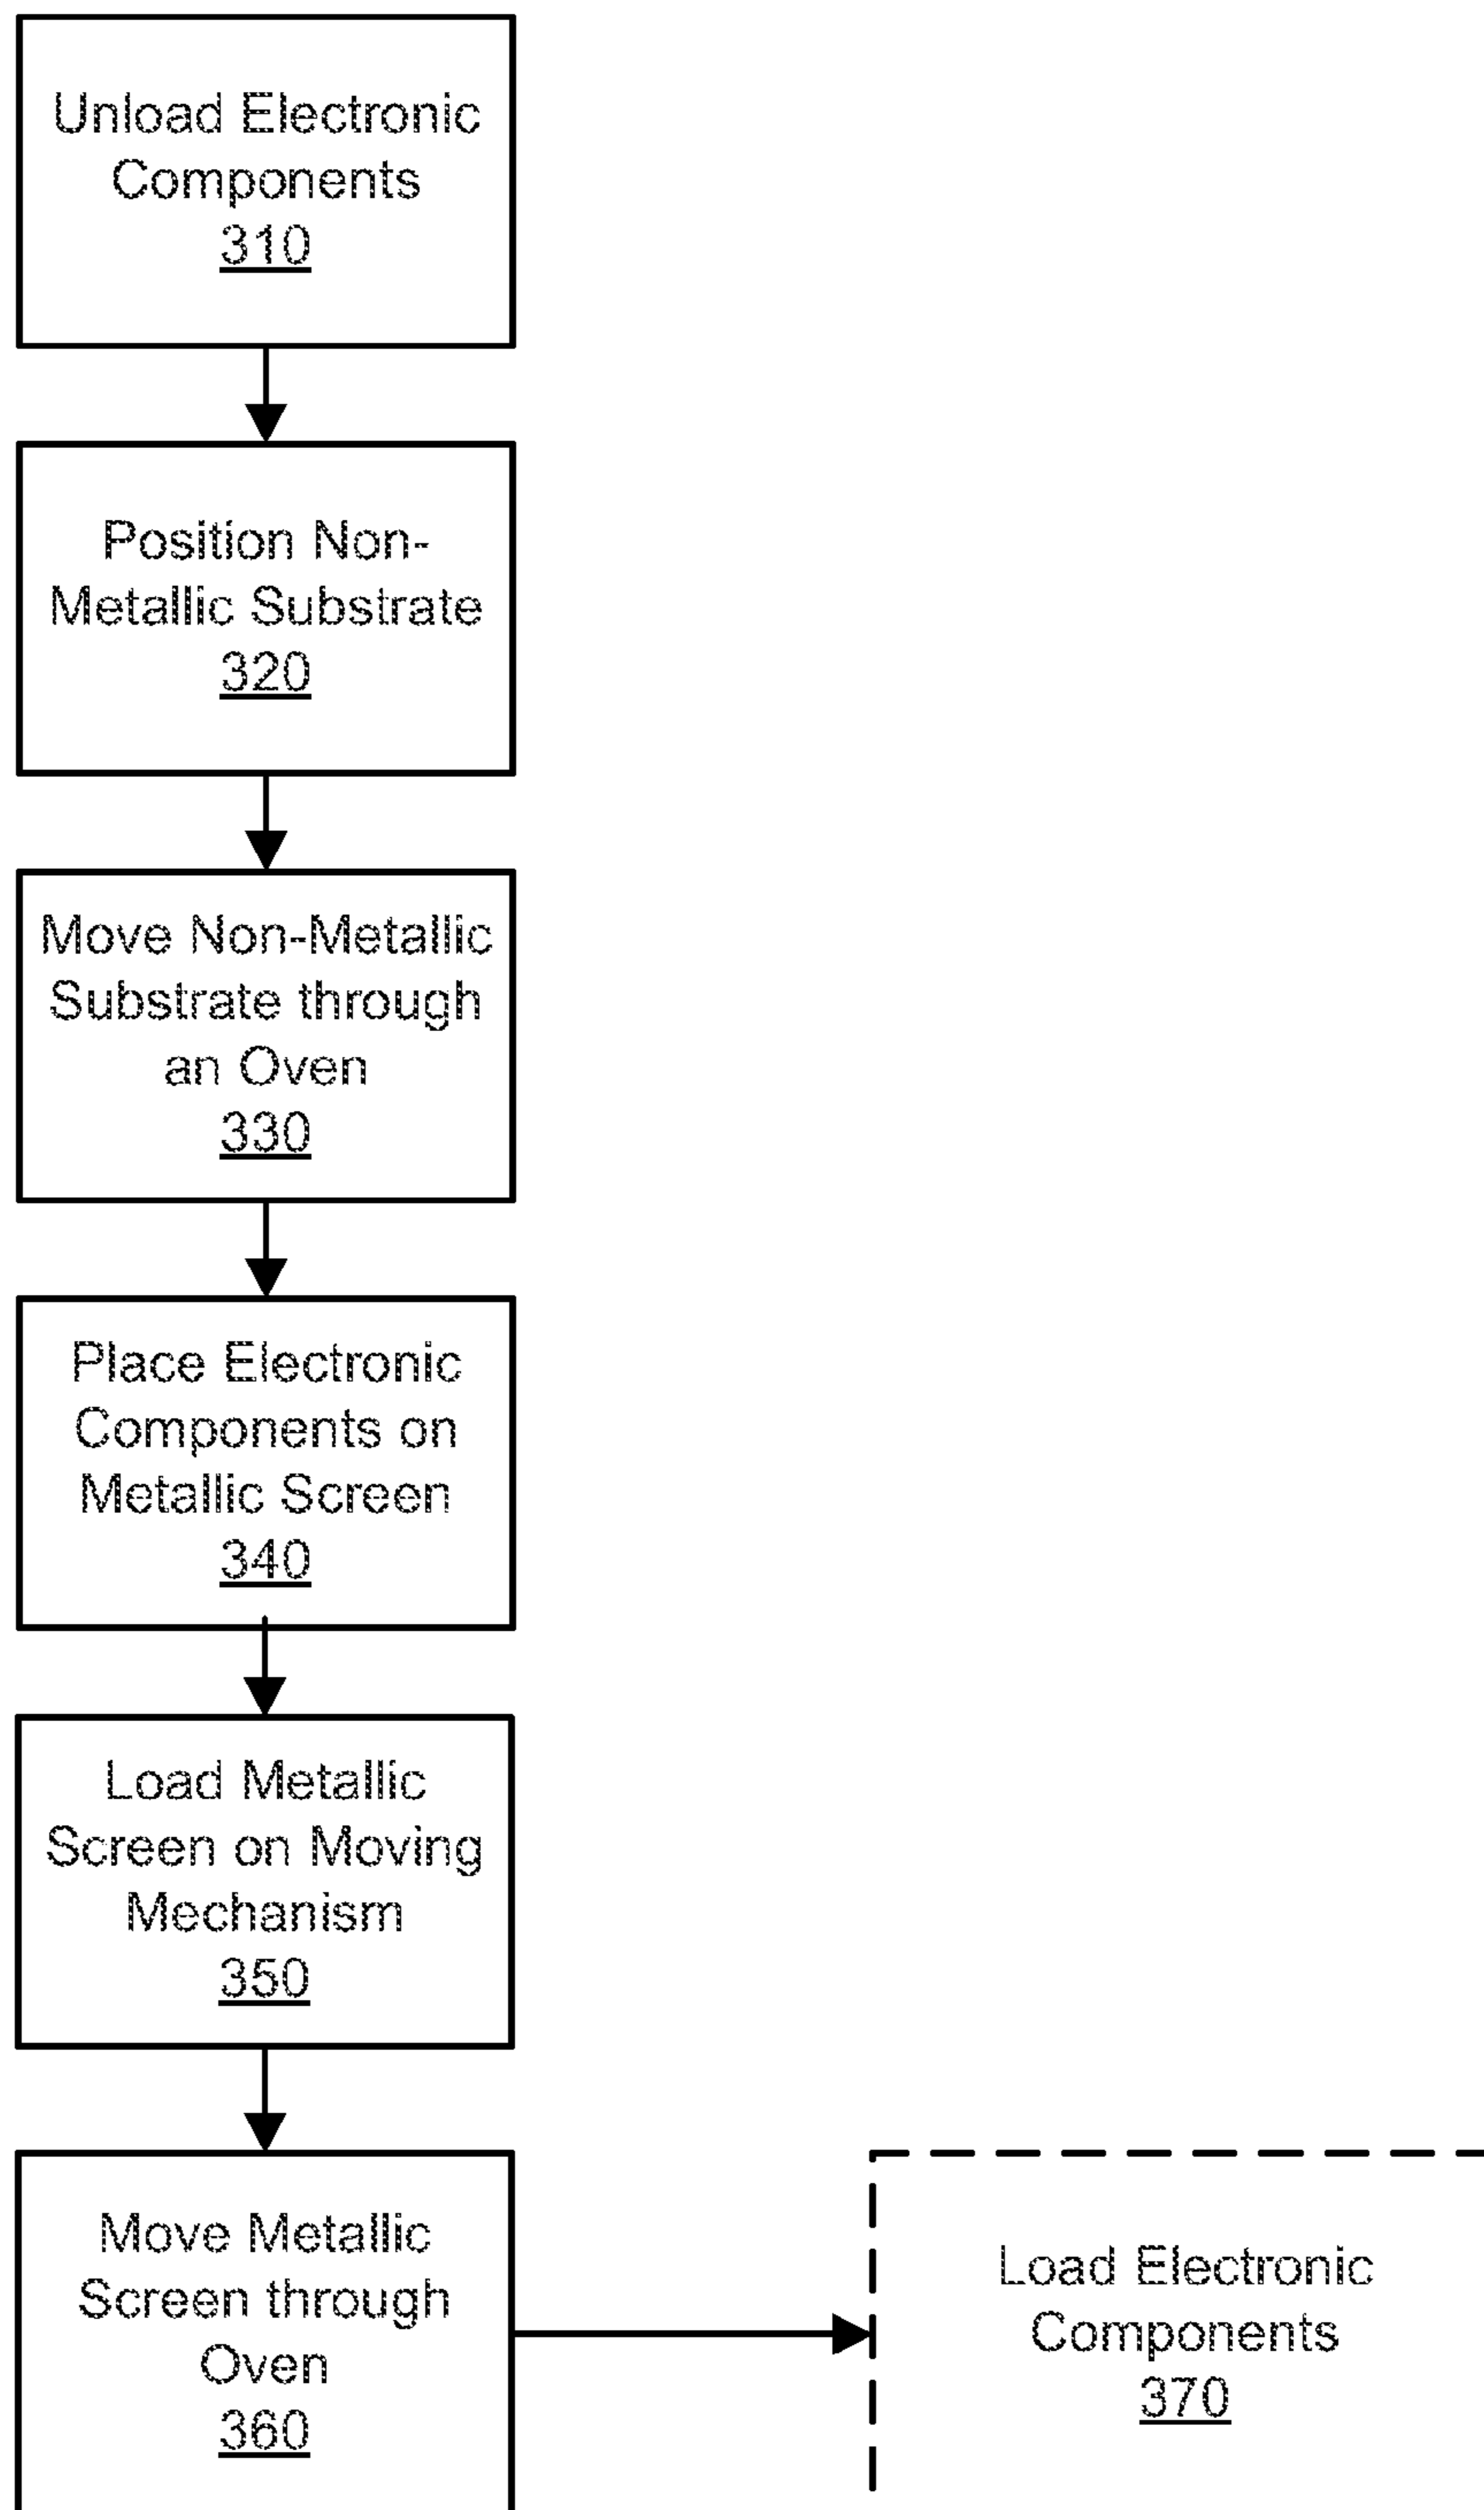 Unload Electronic
Components
310
Position Non-
Metallic Substrate
320
Move Non-Metallic
Substrate through
an Oven
330
Place Electronic
Components on
Metallic Screen
340
Load Metallic
Screen on Moving
Mechanism
350
Move Metallic
Screen through
Oven
360
Load Electronic
Components
370